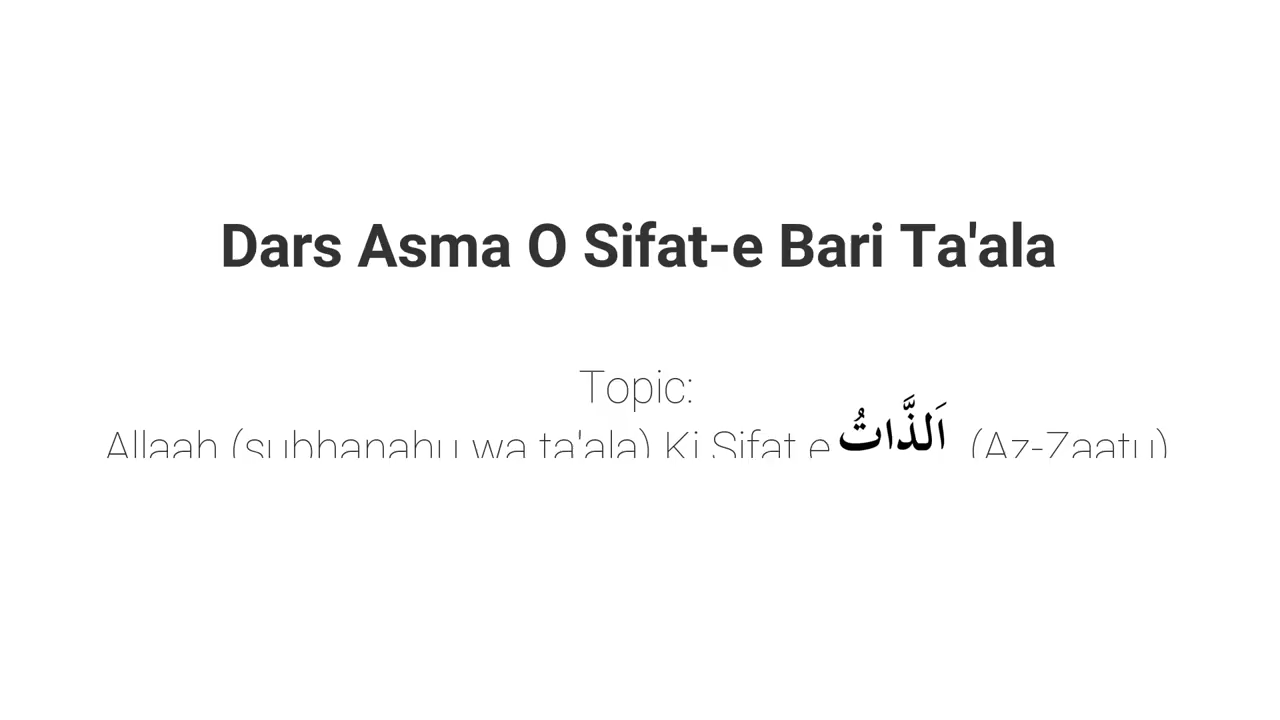 Dars Asma O Sifat-e Bari Ta'ala
Topic:
Allaah (subhanahu wa ta'ala) Ki Sifat e اَلذَّاتُ (Az-Zaatu)